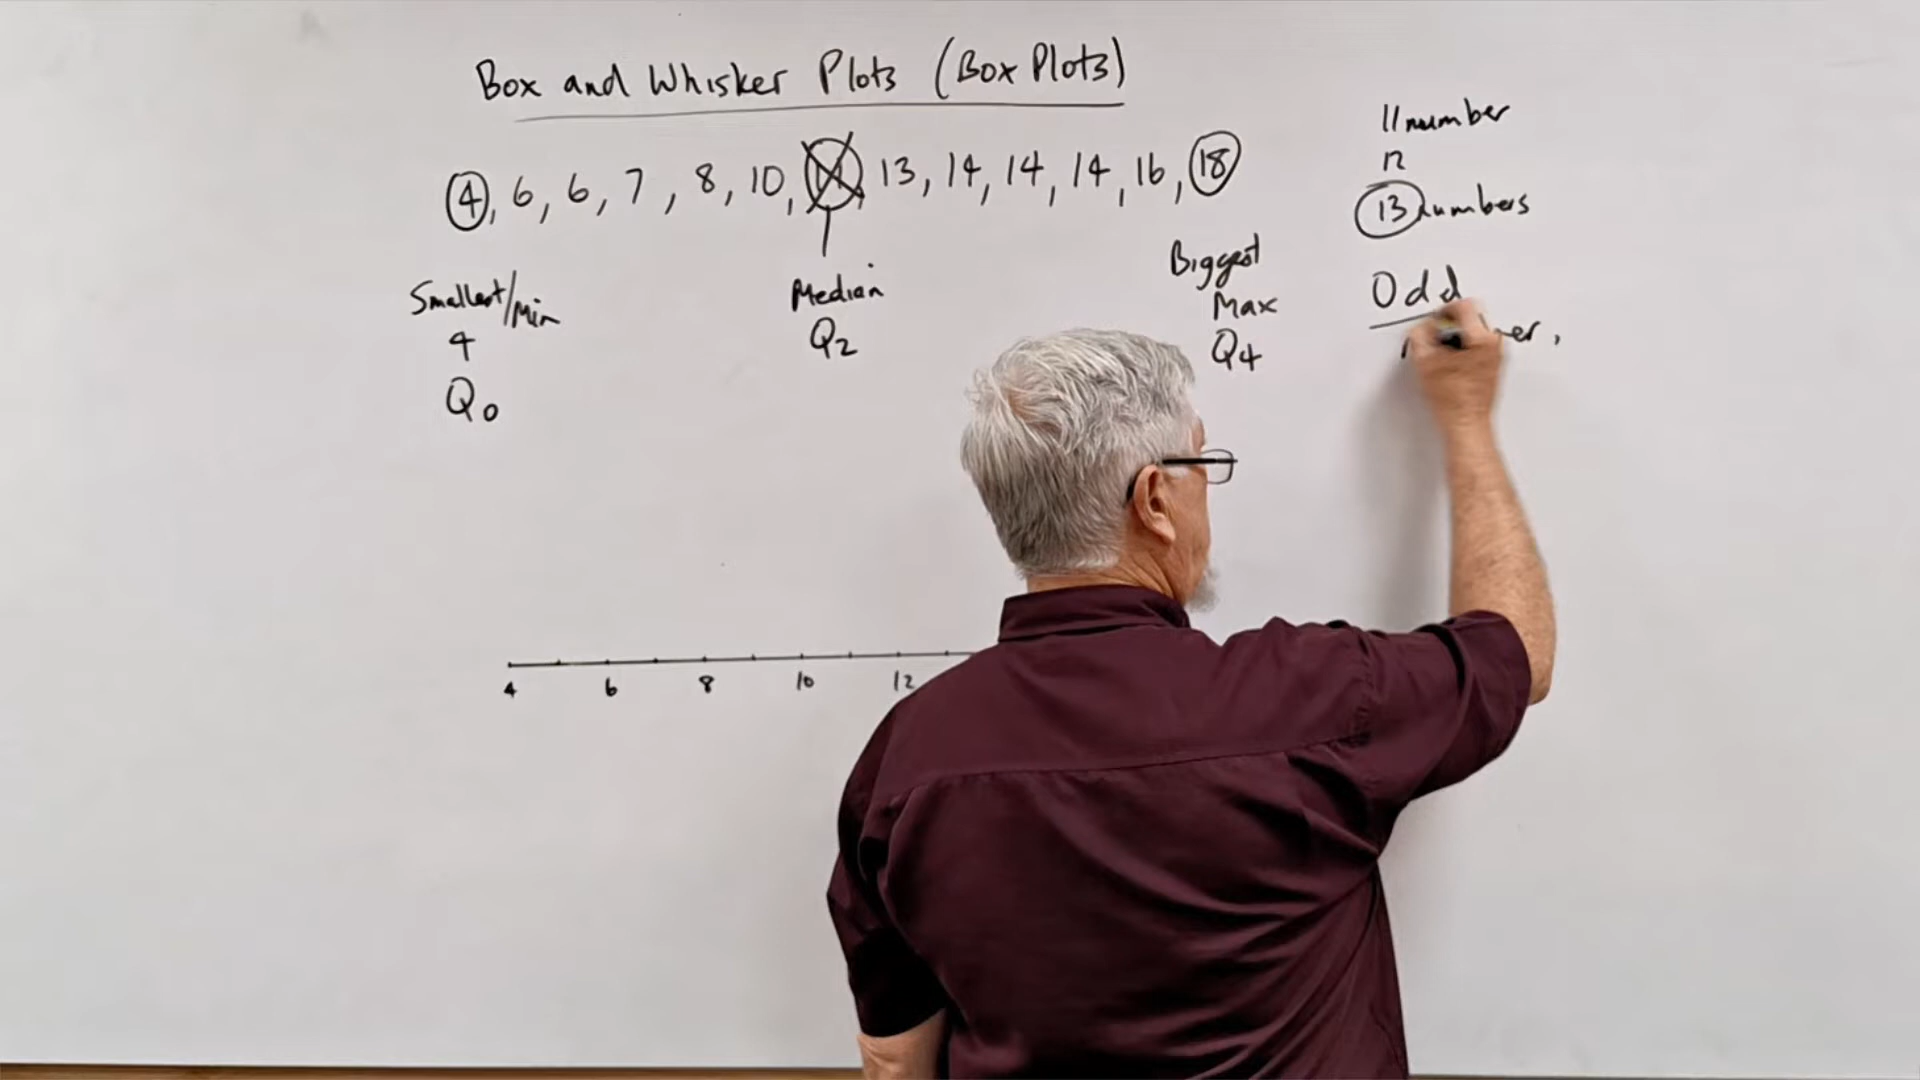 Box and Whisker Plots (Box Plots)
4, 6, 6, 7, 8, 10, 13, 14, 14, 14, 16, 18
11 number
12
13 numbers
Odd
Smallest/Min
4
Q0
Median
Q2
Biggest
Max
Q4
4 6 8 10 12